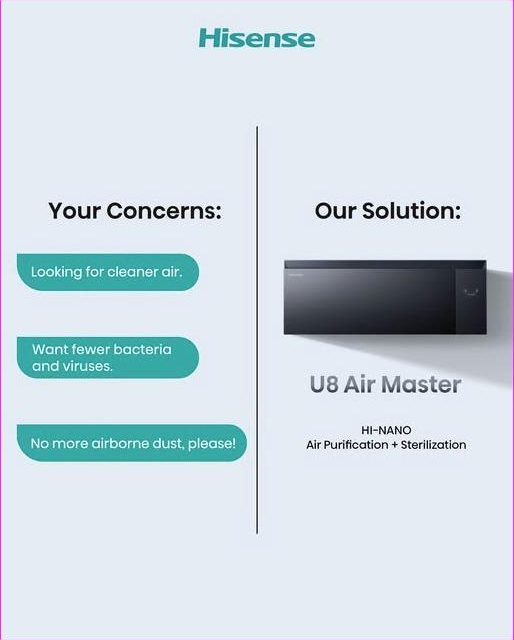 Hisense
Your Concerns:
Looking for cleaner air.
Want fewer bacteria
and viruses.
No more airborne dust, please!
Our Solution:
U8 Air Master
HI-NANO
Air Purification + Sterilization